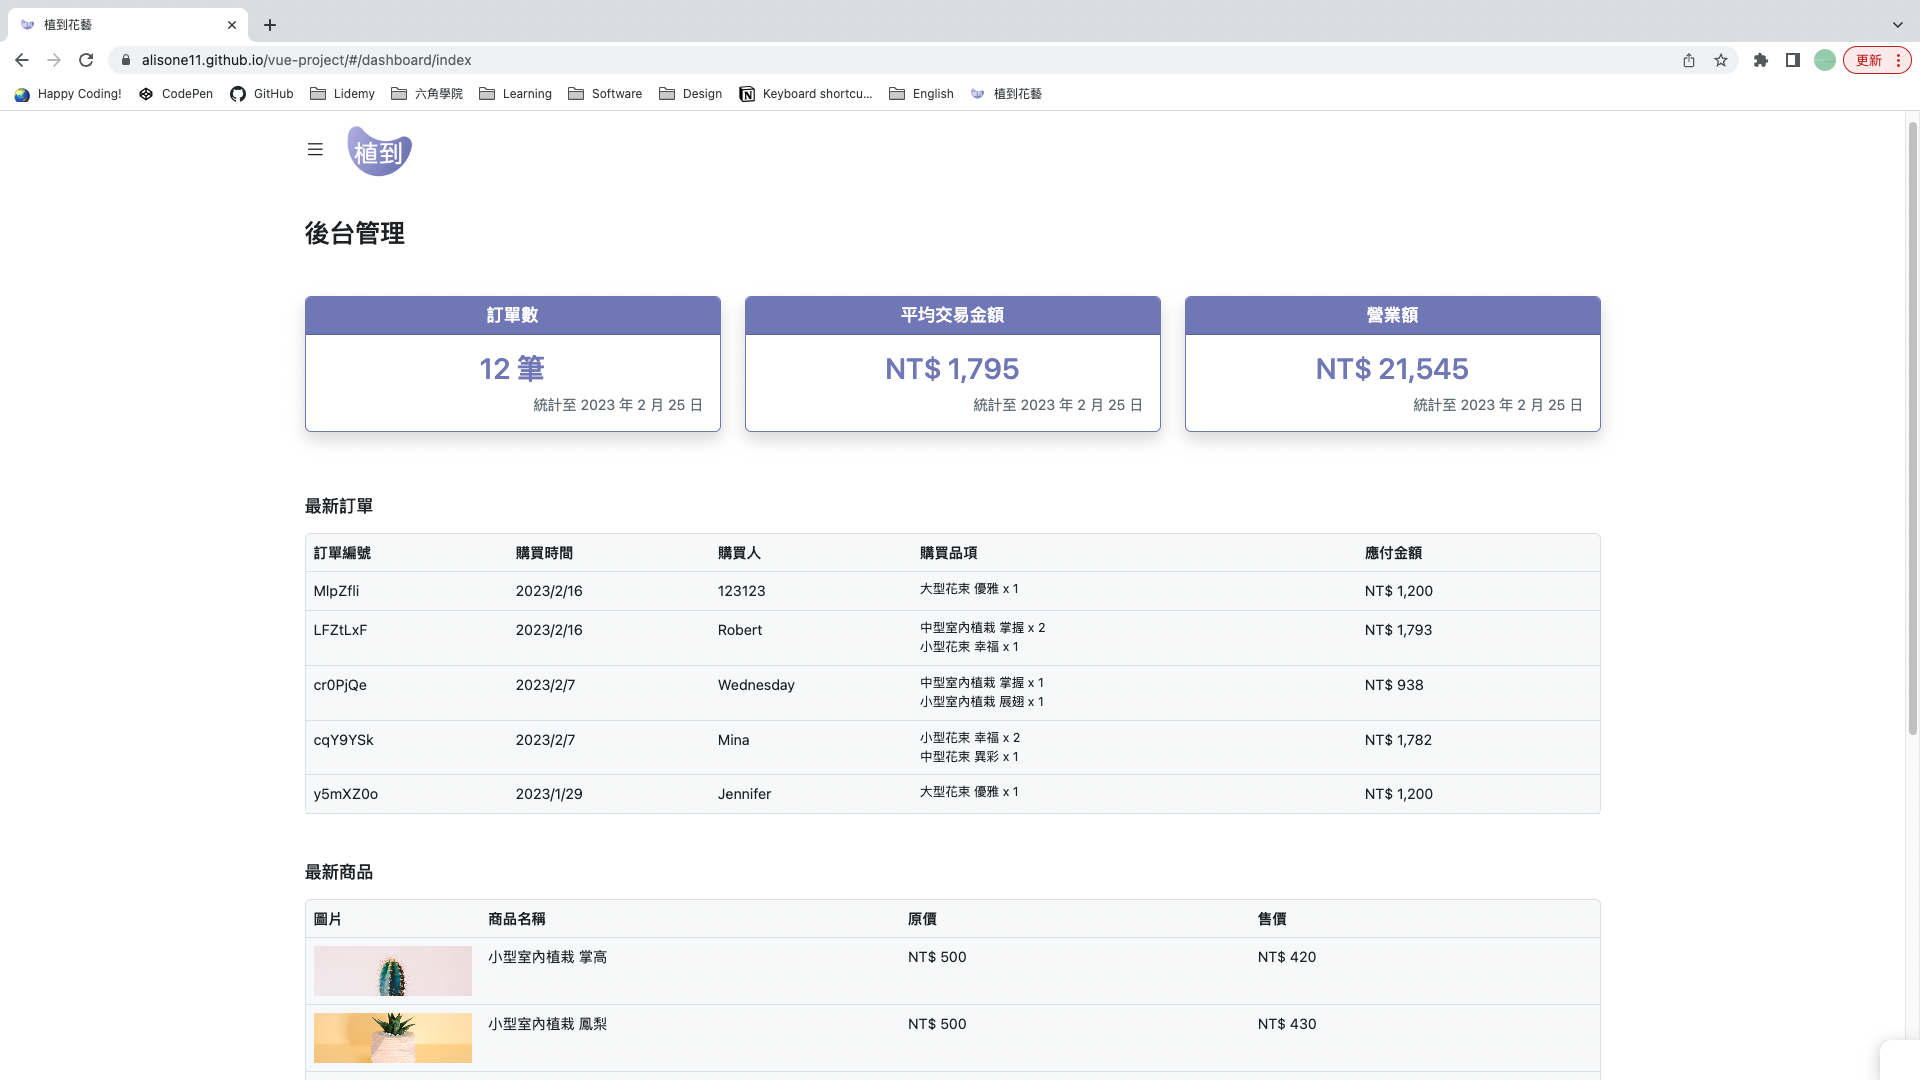 植到花藝
alisone11.github.io/vue-project/#/dashboard/index
更新
Happy Coding! CodePen GitHub Lidemy 六角學院 Learning Software Design Keyboard shortcu... English 植到花藝
植到
後台管理
訂單數 平均交易金額 營業額
12 筆 NT$ 1,795 NT$ 21,545
統計至 2023 年 2 月 25 日 統計至 2023 年 2 月 25 日 統計至 2023 年 2 月 25 日
最新訂單
訂單編號 購買時間 購買人 購買品項 應付金額
MlpZfli 2023/2/16 123123 大型花束 優雅 x 1 NT$ 1,200
LFZtLxF 2023/2/16 Robert 中型室內植栽 掌握 x 2 NT$ 1,793
小型花束 幸福 x 1
cr0PjQe 2023/2/7 Wednesday 中型室內植栽 掌握 x 1 NT$ 938
小型室內植栽 展翅 x 1
cqY9YSk 2023/2/7 Mina 小型花束 幸福 x 2 NT$ 1,782
中型花束 異彩 x 1
y5mXZ0o 2023/1/29 Jennifer 大型花束 優雅 x 1 NT$ 1,200
最新商品
圖片 商品名稱 原價 售價
小型室內植栽 掌高 NT$ 500 NT$ 420
小型室內植栽 鳳梨 NT$ 500 NT$ 430